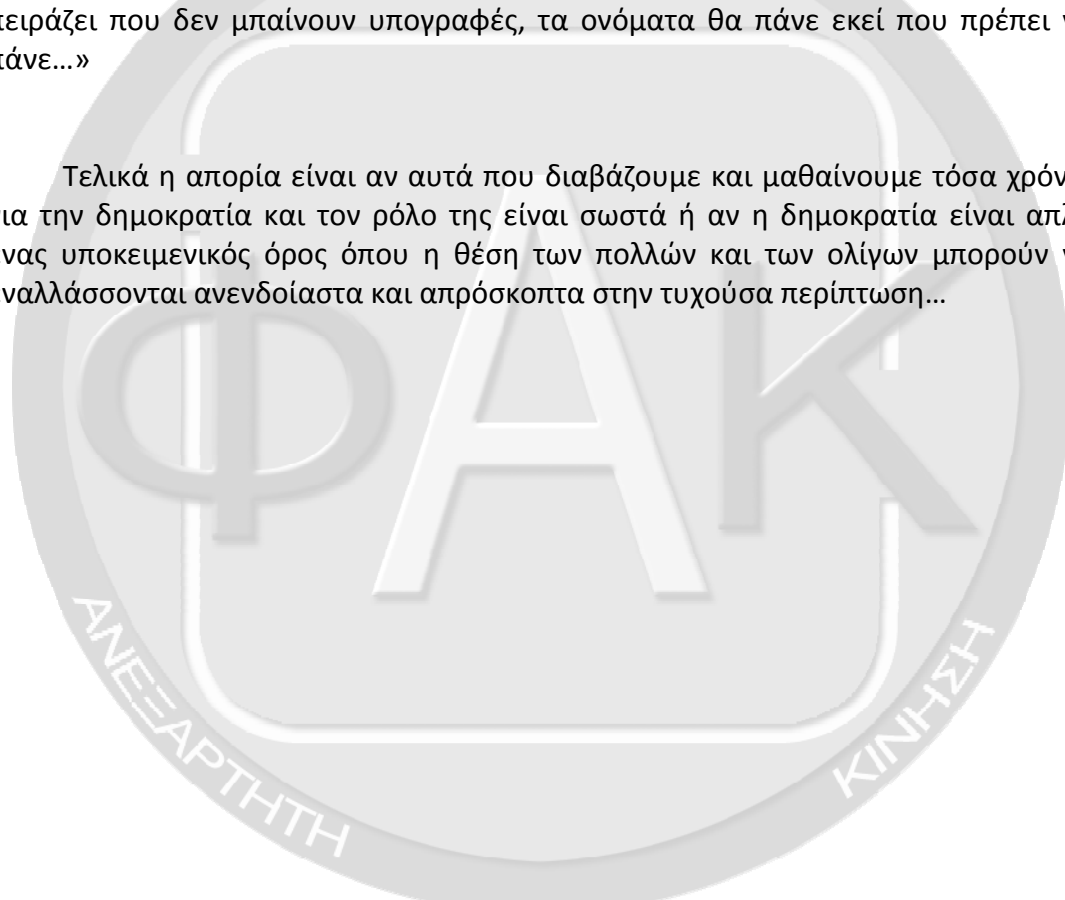 πειράζει που δεν μπαίνουν υπογραφές, τα ονόματα θα πάνε εκεί που πρέπει
πάνε…»
Τελικά η απορία είναι αν αυτά που διαβάζουμε και μαθαίνουμε τόσα χρόν
για την δημοκρατία και τον ρόλο της είναι σωστά ή αν η δημοκρατία είναι απλ
ένας υποκειμενικός όρος όπου η θέση των πολλών και των ολίγων μπορούν
εναλλάσσονται ανενδοίαστα και απρόσκοπτα στην τυχούσα περίπτωση…
ΦΑΚ
ΑΝΕΞΑΡΤΗΤΗ
ΚΙΝΗΣΗ